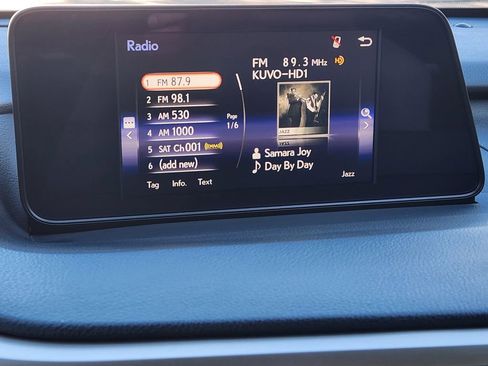 Radio
FM 89.3 MHz
KUVO-HD1
1 FM 87.9
2 FM 98.1
3 AM 530
4 AM 1000
5 SAT Ch001
6 (add new)
Page
1/6
JAZZ
Samara Joy
Day By Day
Tag Info. Text
Jazz